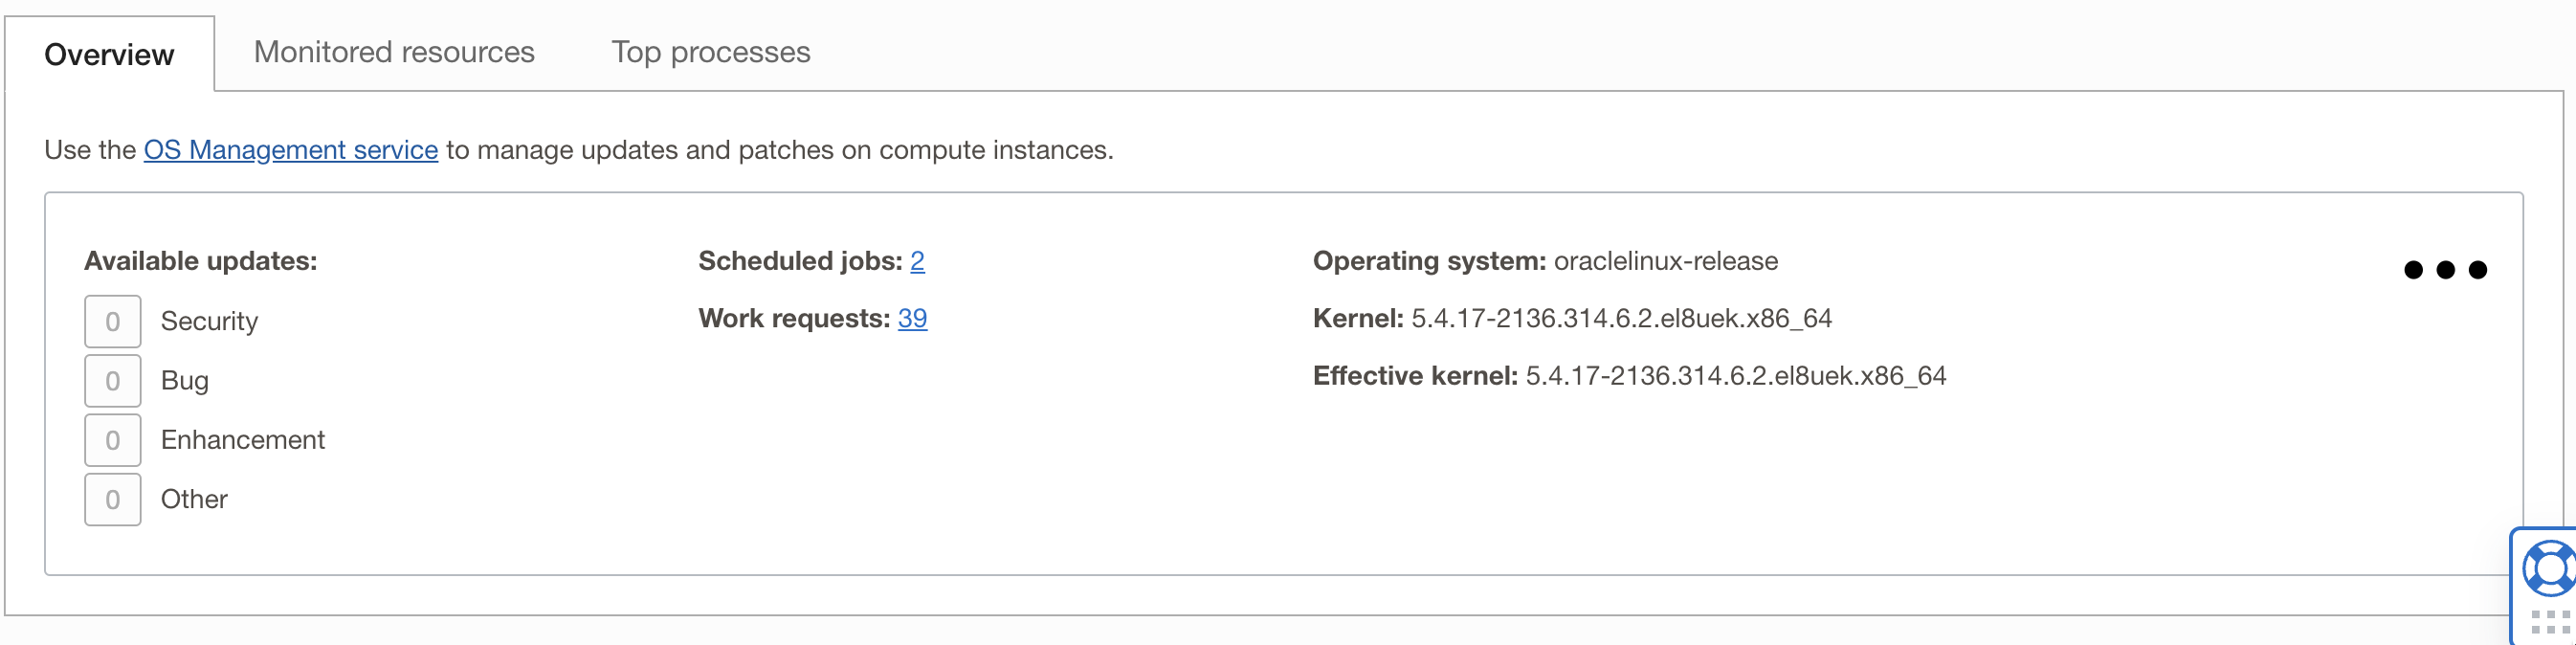 Overview
Monitored resources
Top processes
Use the OS Management service to manage updates and patches on compute instances.
Available updates:
0 Security
0 Bug
0 Enhancement
0 Other
Scheduled jobs: 2
Work requests: 39
Operating system: oraclelinux-release
Kernel: 5.4.17-2136.314.6.2.el8uek.x86_64
Effective kernel: 5.4.17-2136.314.6.2.el8uek.x86_64